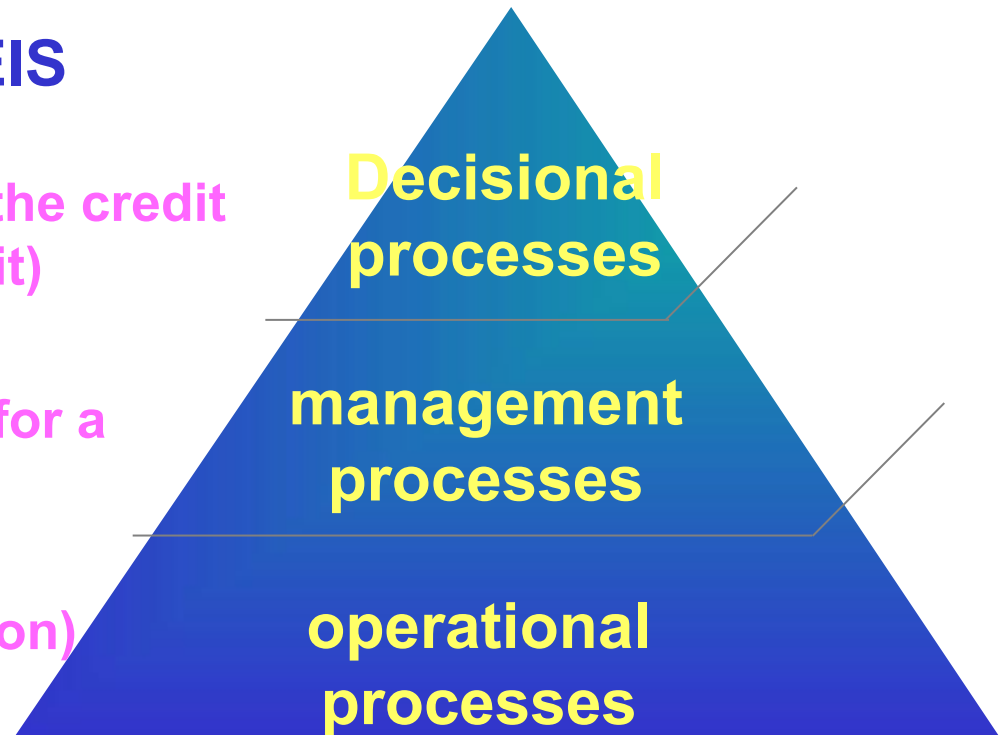 EIS
Decisional
the credit
processes
it)
management
for a
processes
operational
on)
processes